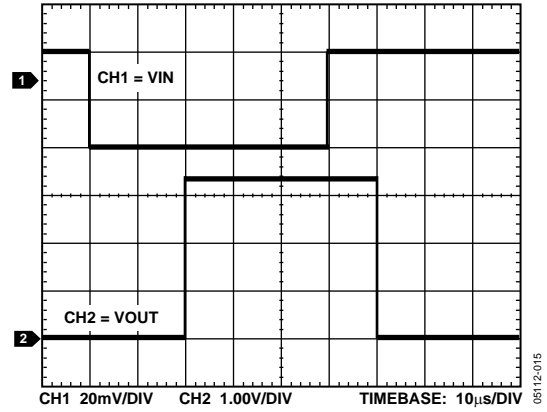 1
CH1 = VIN
CH2 = VOUT
2
CH1 20mV/DIV CH2 1.00V/DIV TIMEBASE: 10µs/DIV
05112-015